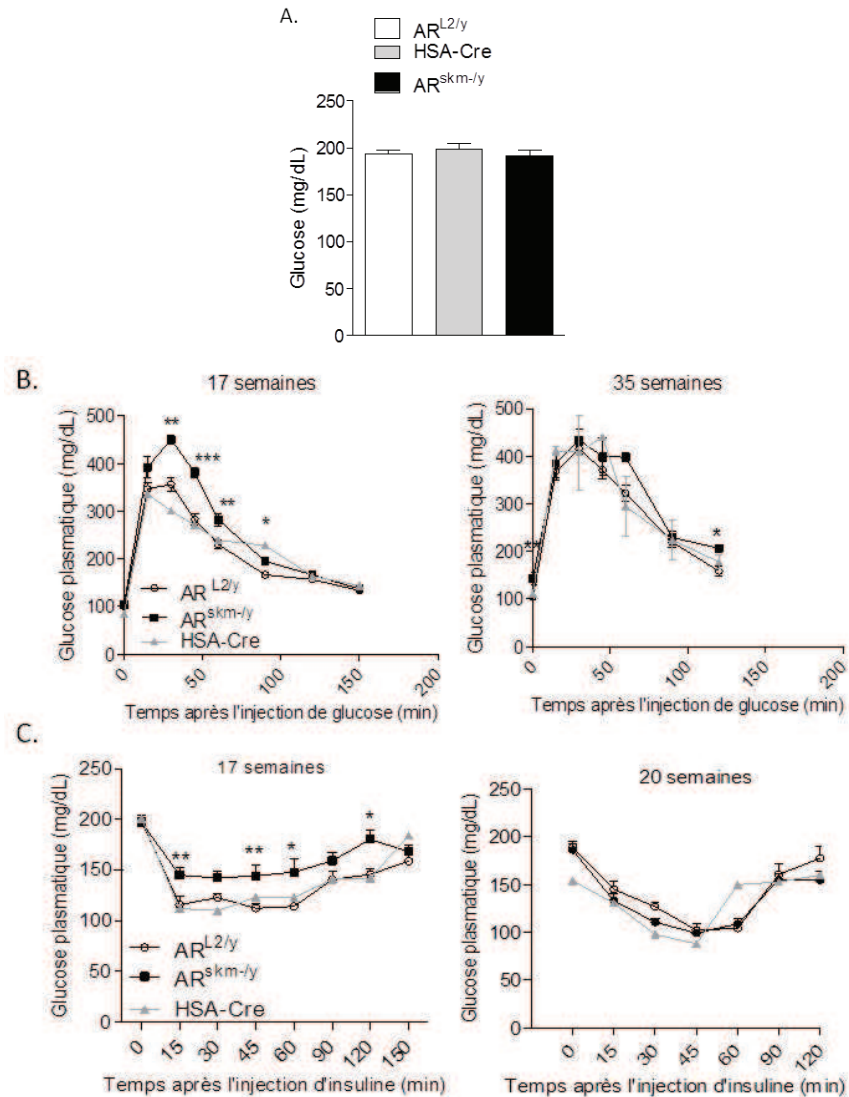 A.
AR^L2/y
HSA-Cre
AR^skm-/y
Glucose (mg/dL)
250
200
150
100
50
0
B.
17 semaines
Glucose plasmatique (mg/dL)
500
400
300
200
100
0
** *** ** *
AR^L2/y
AR^skm-/y
HSA-Cre
0 50 100 150 200
Temps après l'injection de glucose (min)
35 semaines
Glucose plasmatique (mg/dL)
500
400
300
200
100
0
** *
0 50 100 150 200
Temps après l'injection de glucose (min)
C.
17 semaines
Glucose plasmatique (mg/dL)
250
200
150
100
50
0
** ** * *
AR^L2/y
AR^skm-/y
HSA-Cre
0 15 30 45 60 90 120 150
Temps après l'injection d'insuline (min)
20 semaines
Glucose plasmatique (mg/dL)
250
200
150
100
50
0
0 15 30 45 60 90 120
Temps après l'injection d'insuline (min)